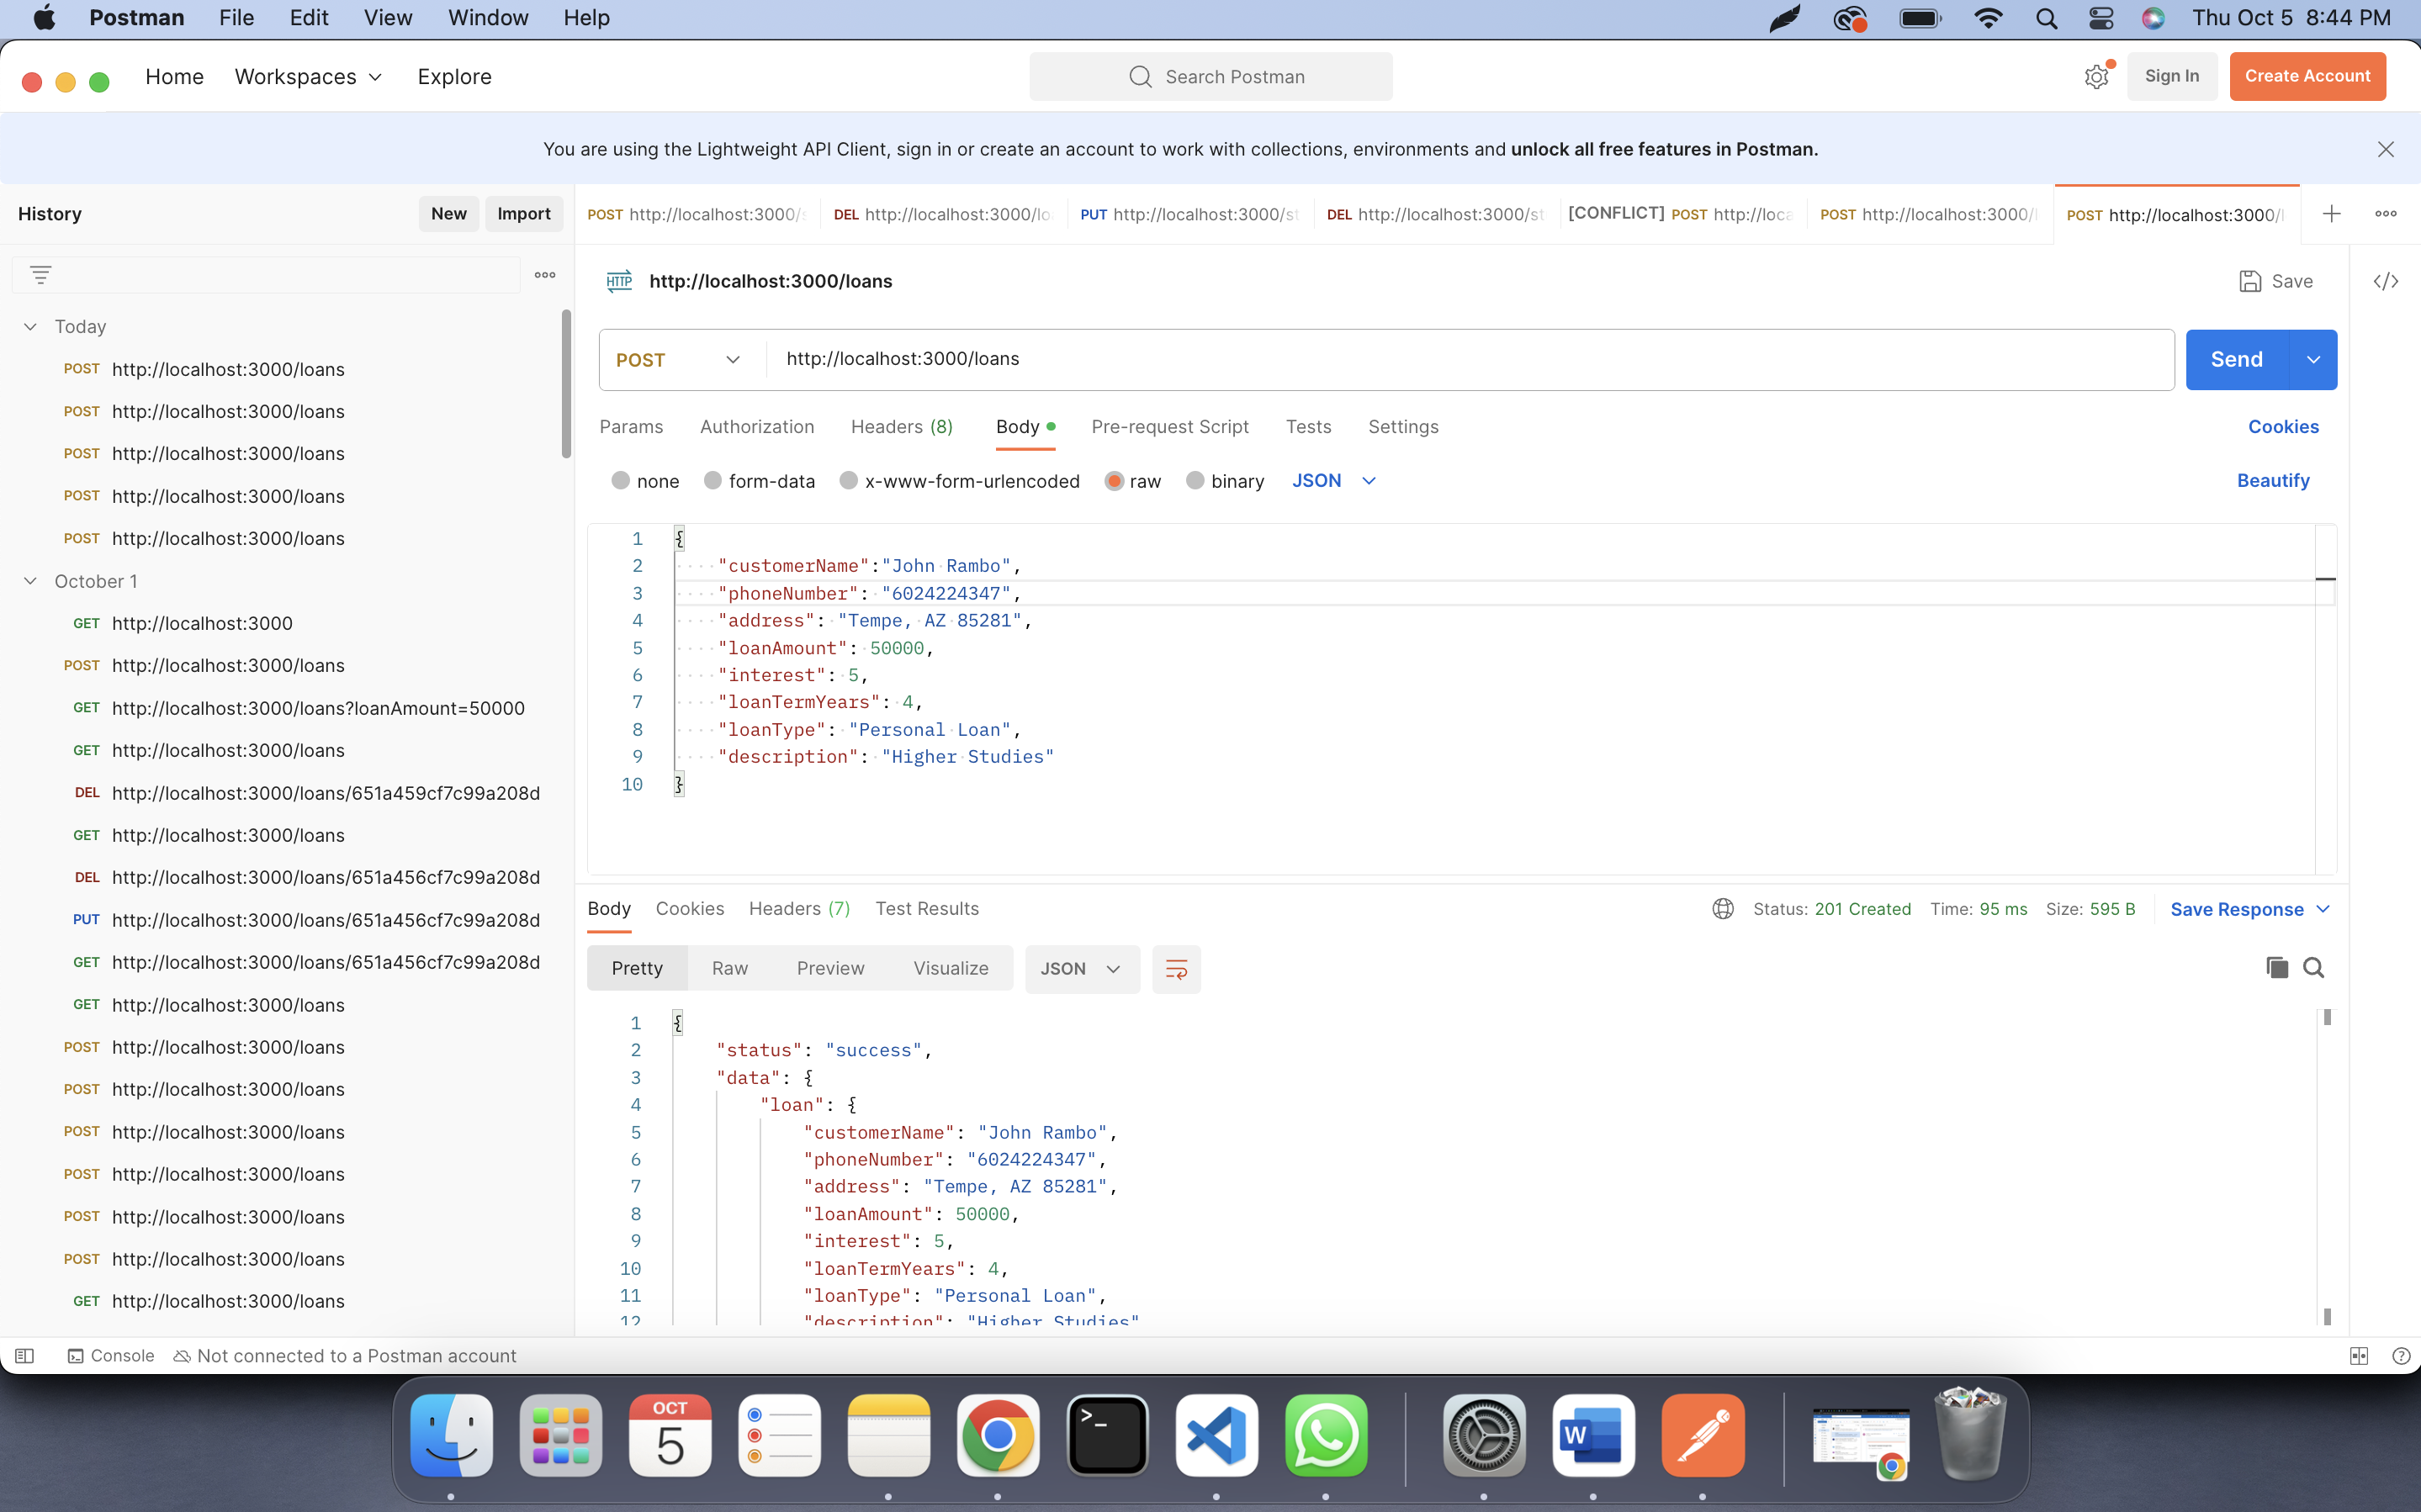 Postman File Edit View Window Help Thu Oct 5 8:44 PM
Home Workspaces Explore Search Postman Sign In Create Account
You are using the Lightweight API Client, sign in or create an account to work with collections, environments and unlock all free features in Postman.
History New Import
POST http://localhost:3000/ DEL http://localhost:3000/lo PUT http://localhost:3000/st DEL http://localhost:3000/st [CONFLICT] POST http://loca POST http://localhost:3000/ POST http://localhost:3000/l
HTTP http://localhost:3000/loans Save
Today
POST http://localhost:3000/loans
POST http://localhost:3000/loans
POST http://localhost:3000/loans
POST http://localhost:3000/loans
POST http://localhost:3000/loans
October 1
GET http://localhost:3000
POST http://localhost:3000/loans
GET http://localhost:3000/loans?loanAmount=50000
GET http://localhost:3000/loans
DEL http://localhost:3000/loans/651a459cf7c99a208d
GET http://localhost:3000/loans
DEL http://localhost:3000/loans/651a456cf7c99a208d
PUT http://localhost:3000/loans/651a456cf7c99a208d
GET http://localhost:3000/loans/651a456cf7c99a208d
GET http://localhost:3000/loans
POST http://localhost:3000/loans
POST http://localhost:3000/loans
POST http://localhost:3000/loans
POST http://localhost:3000/loans
POST http://localhost:3000/loans
POST http://localhost:3000/loans
GET http://localhost:3000/loans
POST http://localhost:3000/loans Send
Params Authorization Headers (8) Body Pre-request Script Tests Settings Cookies
none form-data x-www-form-urlencoded raw binary JSON Beautify
1 {
2 "customerName":"John Rambo",
3 "phoneNumber": "6024224347",
4 "address": "Tempe, AZ 85281",
5 "loanAmount": 50000,
6 "interest": 5,
7 "loanTermYears": 4,
8 "loanType": "Personal Loan",
9 "description": "Higher Studies"
10 }
Body Cookies Headers (7) Test Results Status: 201 Created Time: 95 ms Size: 595 B Save Response
Pretty Raw Preview Visualize JSON
1 {
2 "status": "success",
3 "data": {
4 "loan": {
5 "customerName": "John Rambo",
6 "phoneNumber": "6024224347",
7 "address": "Tempe, AZ 85281",
8 "loanAmount": 50000,
9 "interest": 5,
10 "loanTermYears": 4,
11 "loanType": "Personal Loan",
12 "description": "Higher Studies"
Console Not connected to a Postman account
OCT
5
>_
W